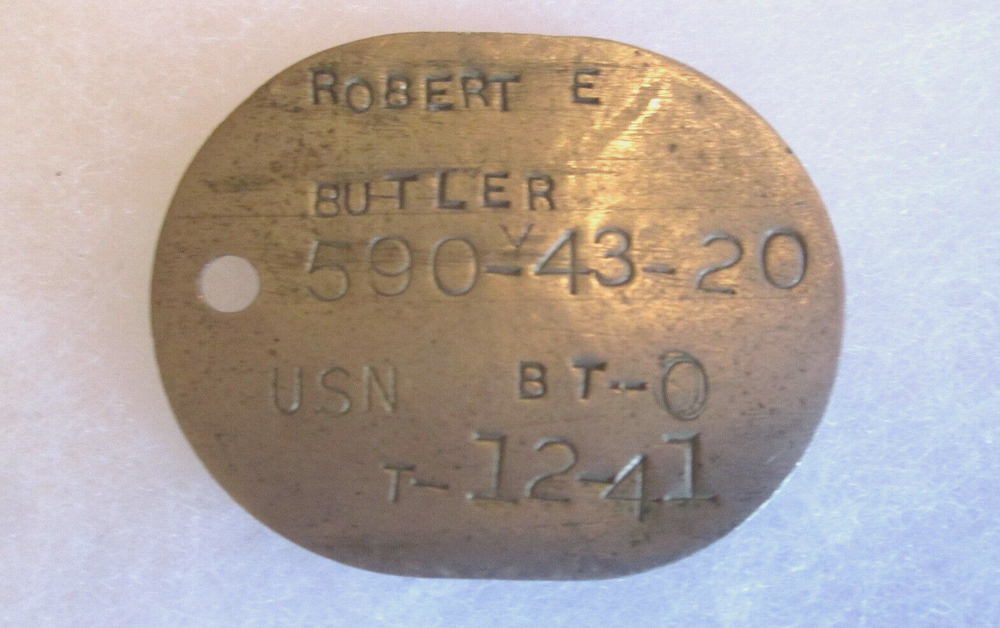 ROBERT E
BUTLER
590-43-20
USN BT-O
T-12-41